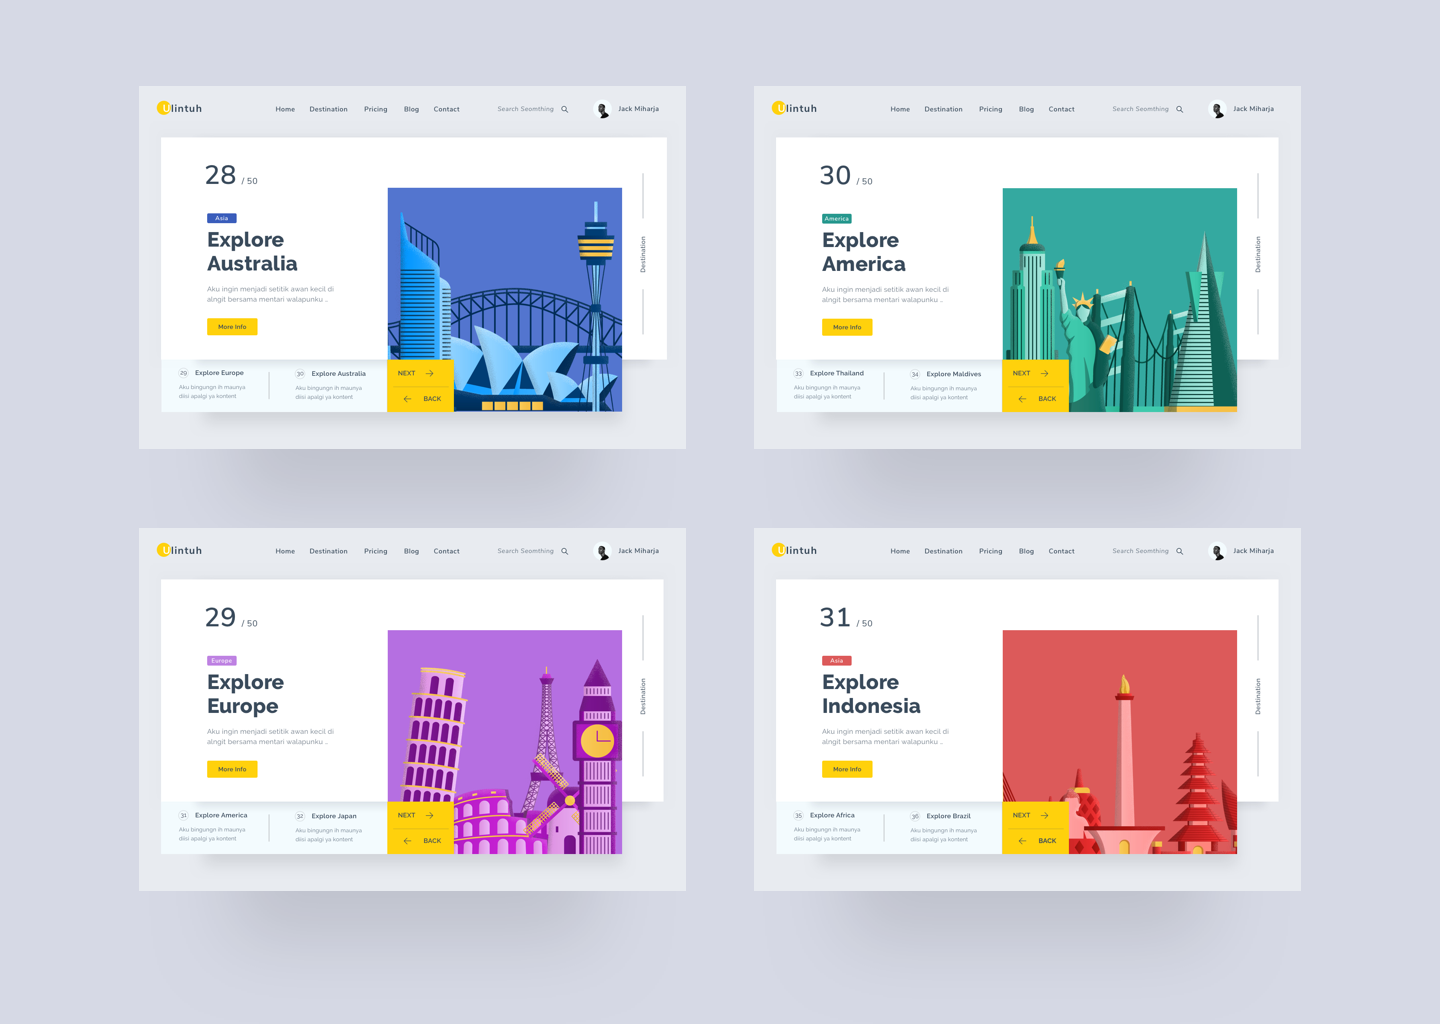 Ulintuh
Home Destination Pricing Blog Contact
Search Seomthing
Jack Miharja
28 / 50
Asia
Explore
Australia
Aku ingin menjadi setitik awan kecil di
alngit bersama mentari walapunku ..
More Info
Destination
29 Explore Europe
Aku bingungn ih maunya
diisi apalgi ya kontent
30 Explore Australia
Aku bingungn ih maunya
diisi apalgi ya kontent
NEXT
BACK
Ulintuh
Home Destination Pricing Blog Contact
Search Seomthing
Jack Miharja
30 / 50
America
Explore
America
Aku ingin menjadi setitik awan kecil di
alngit bersama mentari walapunku ..
More Info
Destination
33 Explore Thailand
Aku bingungn ih maunya
diisi apalgi ya kontent
34 Explore Maldives
Aku bingungn ih maunya
diisi apalgi ya kontent
NEXT
BACK
Ulintuh
Home Destination Pricing Blog Contact
Search Seomthing
Jack Miharja
29 / 50
Europe
Explore
Europe
Aku ingin menjadi setitik awan kecil di
alngit bersama mentari walapunku ..
More Info
Destination
31 Explore America
Aku bingungn ih maunya
diisi apalgi ya kontent
32 Explore Japan
Aku bingungn ih maunya
diisi apalgi ya kontent
NEXT
BACK
Ulintuh
Home Destination Pricing Blog Contact
Search Seomthing
Jack Miharja
31 / 50
Asia
Explore
Indonesia
Aku ingin menjadi setitik awan kecil di
alngit bersama mentari walapunku ..
More Info
Destination
35 Explore Africa
Aku bingungn ih maunya
diisi apalgi ya kontent
36 Explore Brazil
Aku bingungn ih maunya
diisi apalgi ya kontent
NEXT
BACK